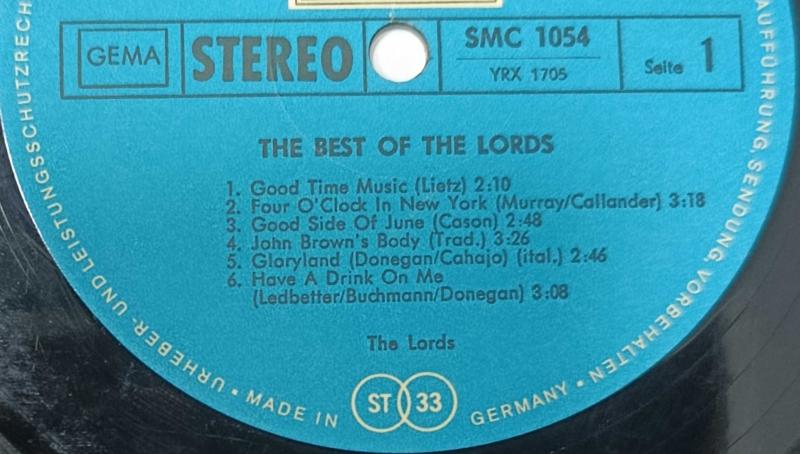 GEMA
STEREO
SMC 1054
YRX 1705
Seite 1
THE BEST OF THE LORDS
1. Good Time Music (Lietz) 2:10
2. Four O'Clock In New York (Murray/Callander) 3:18
3. Good Side Of June (Cason) 2:48
4. John Brown's Body (Trad.) 3:26
5. Gloryland (Donegan/Cahajo) (ital.) 2:46
6. Have A Drink On Me
(Ledbetter/Buchmann/Donegan) 3:08
The Lords
ST 33
AUFFÜHRUNG, SENDUNG, VORBEHALTEN • URHEBER- UND LEISTUNGSSCHUTZRECH
MADE IN GERMANY